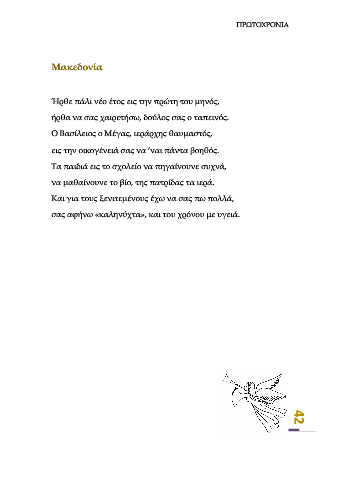 ΠΡΩΤΟΧΡΟΝΙΑ
Μακεδονία
Ήρθε πάλι νέο έτος εις την πρώτη του μηνός,
ήρθα να σας χαιρετήσω, δούλος σας ο ταπεινός.
Ο Βασίλειος ο Μέγας, ιεράρχης θαυμαστός,
εις την οικογένειά σας να 'ναι πάντα βοηθός.
Τα παιδιά εις το σχολείο να πηγαίνουνε συχνά,
να μαθαίνουνε το βίο, της πατρίδας τα ιερά.
Και για τους ξενιτεμένους έχω να σας πω πολλά,
σας αφήνω «καληνύχτα», και του χρόνου με υγειά.
42